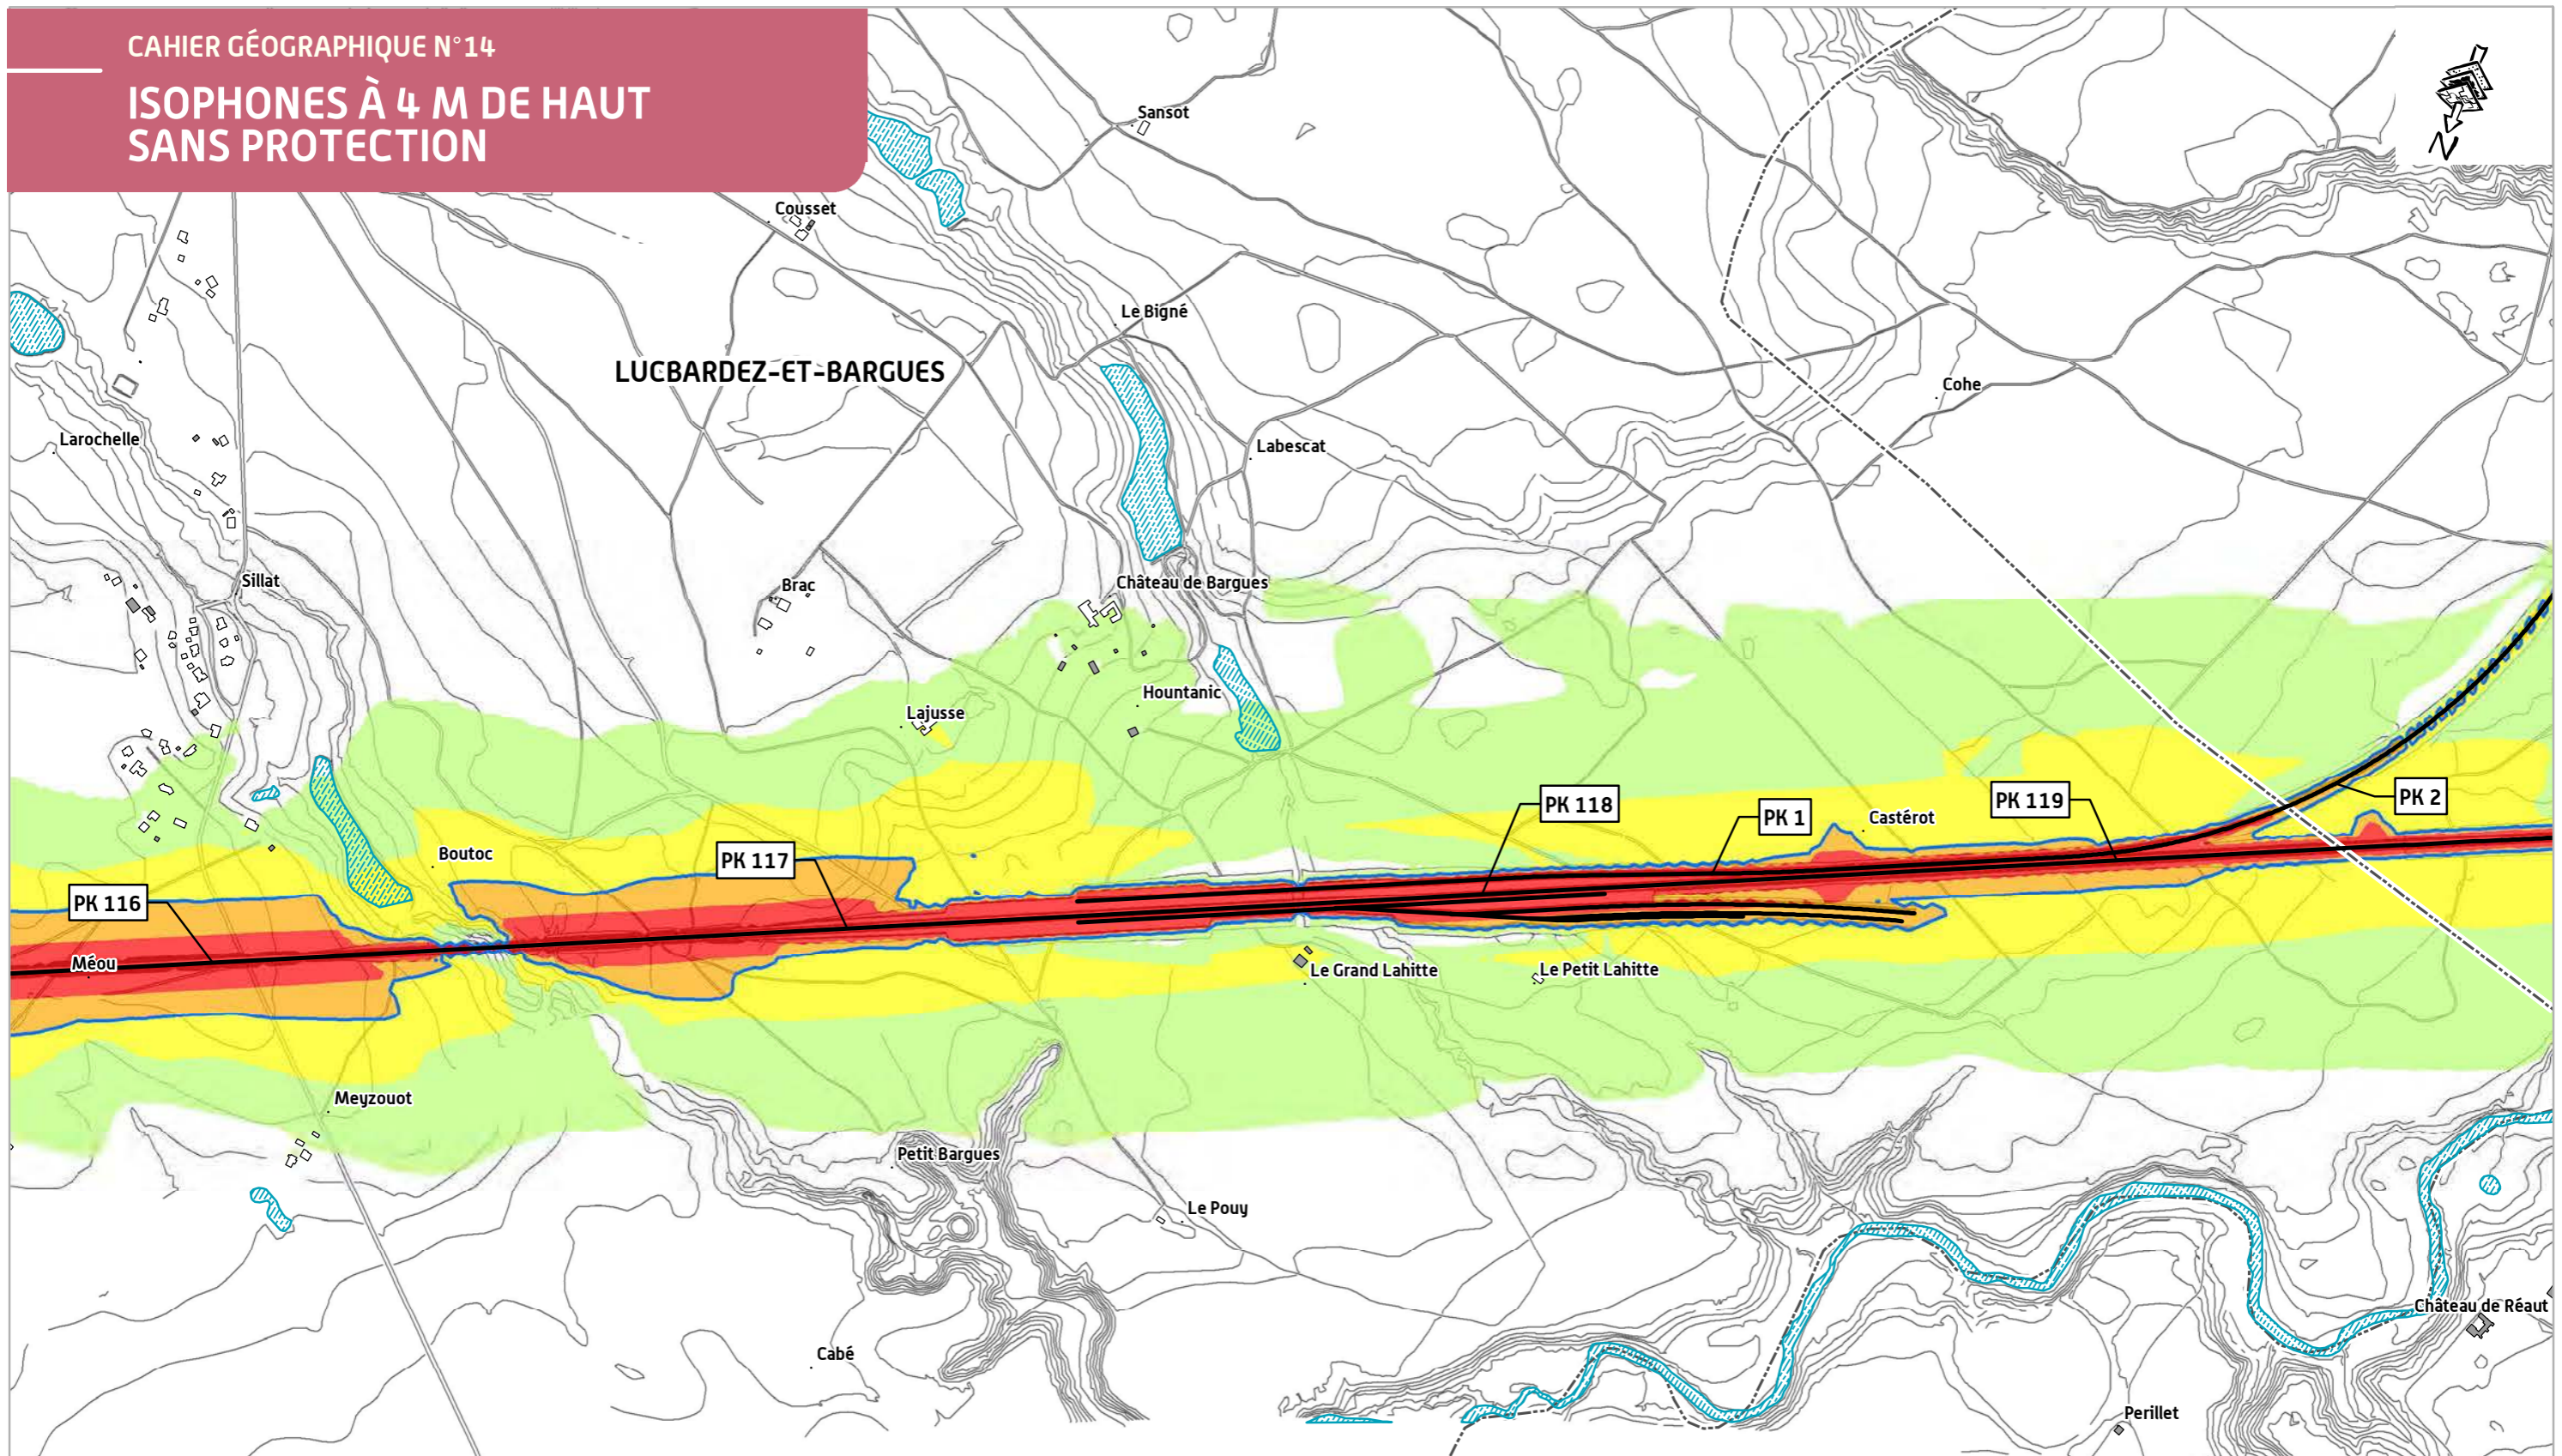 CAHIER GÉOGRAPHIQUE N°14
ISOPHONES À 4 M DE HAUT
SANS PROTECTION
N
Sansot
Cousset
Le Bigné
LUCBARDEZ-ET-BARGUES
Cohe
Larochelle
Labescat
Sillat
Brac
Château de Bargues
Hountanic
Lajusse
PK 118
PK 1
PK 119
PK 2
Castérot
Boutoc
PK 117
PK 116
Méou
Le Grand Lahitte
Le Petit Lahitte
Meyzouot
Petit Bargues
Le Pouy
Château de Réaut
Cabé
Perillet